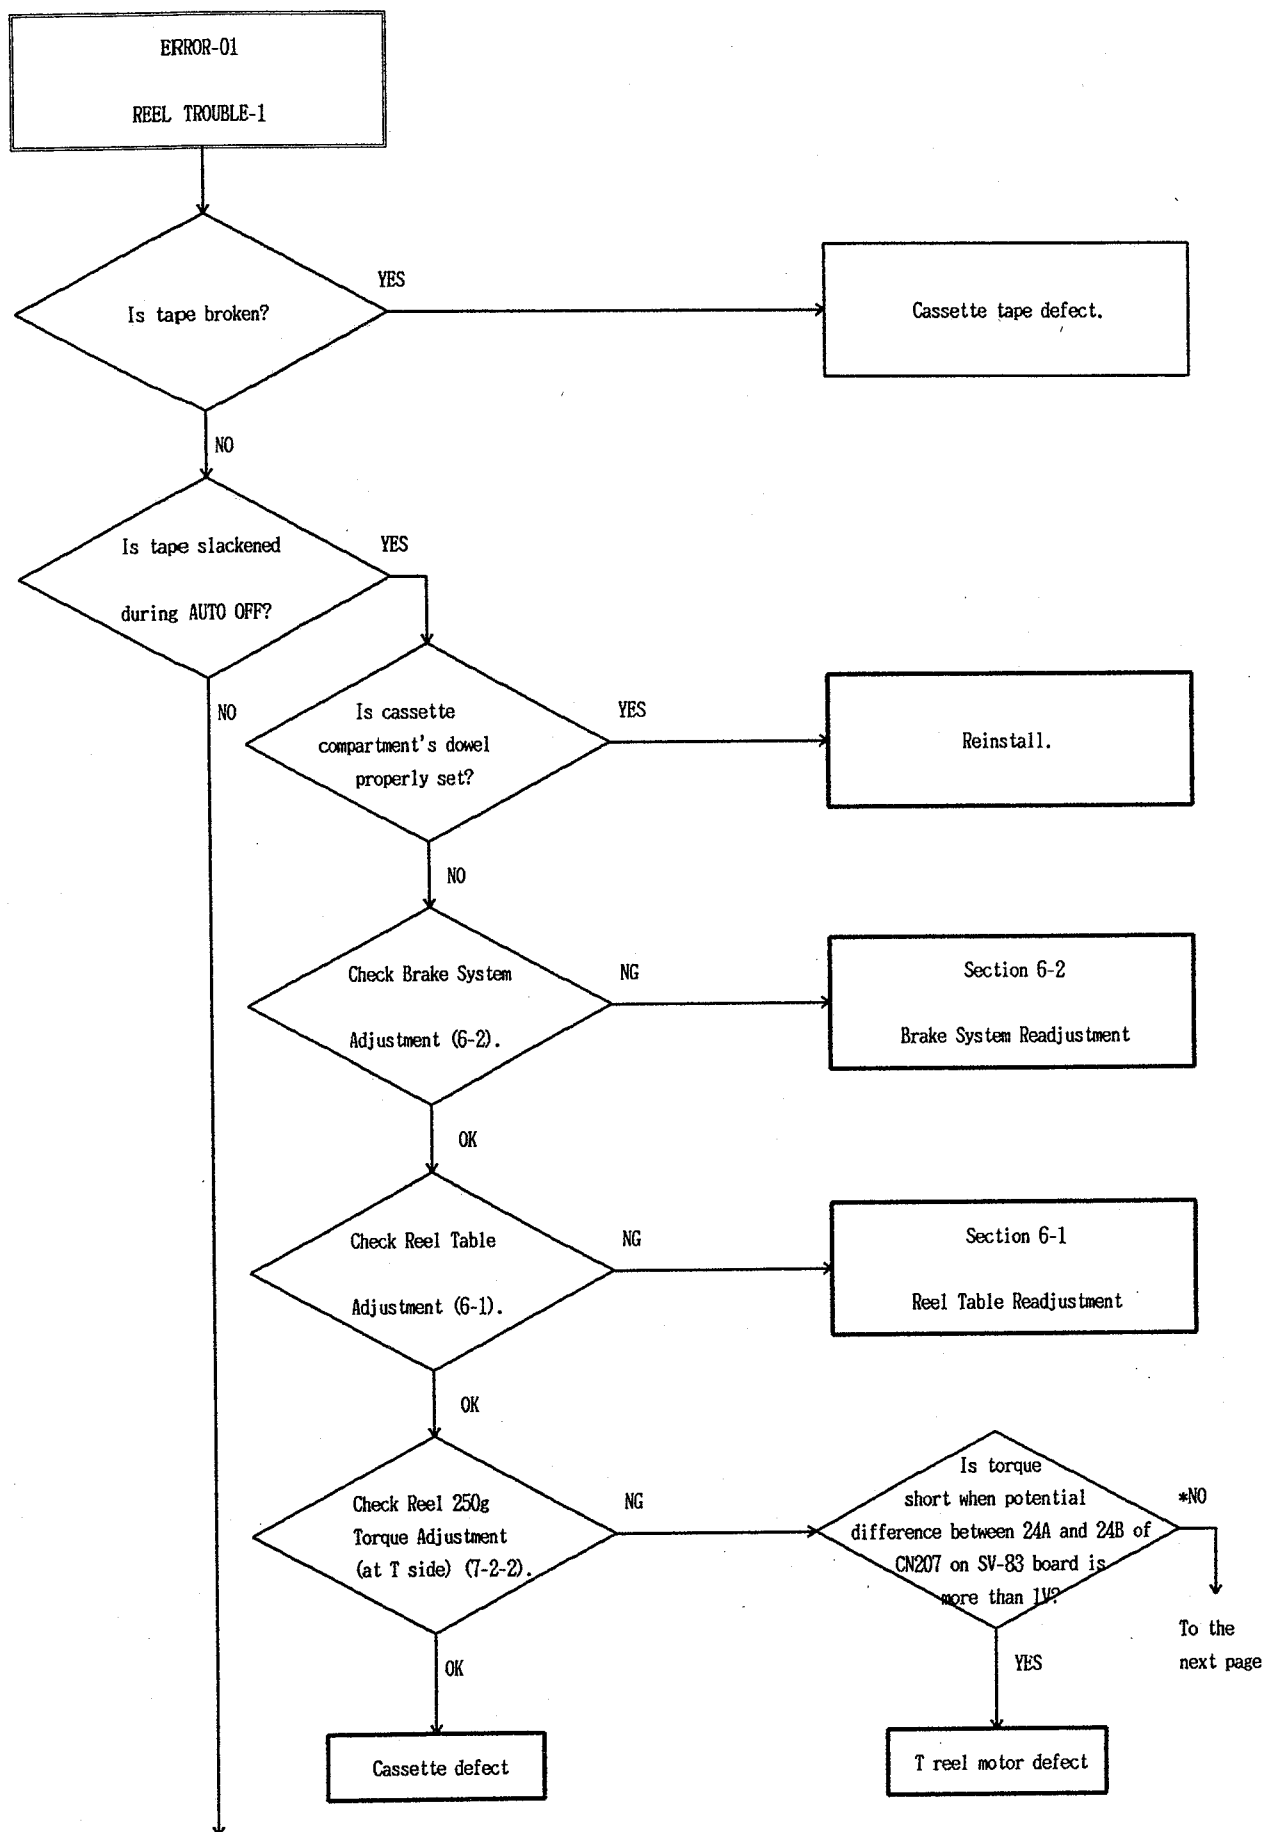 ERROR-01
REEL TROUBLE-1
Is tape broken?
YES
Cassette tape defect.
NO
Is tape slackened
during AUTO OFF?
YES
NO
Is cassette
compartment's dowel
properly set?
YES
Reinstall.
NO
Check Brake System
Adjustment (6-2).
NG
Section 6-2
Brake System Readjustment
OK
Check Reel Table
Adjustment (6-1).
NG
Section 6-1
Reel Table Readjustment
OK
Check Reel 250g
Torque Adjustment
(at T side) (7-2-2).
NG
Is torque
short when potential
difference between 24A and 24B of
CN207 on SV-83 board is
more than 1V?
*NO
To the
next page
OK
YES
Cassette defect
T reel motor defect